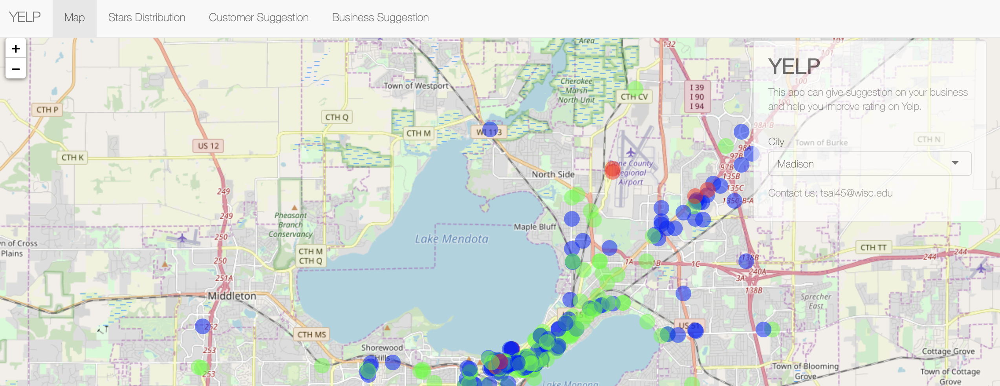 YELP
Map
Stars Distribution
Customer Suggestion
Business Suggestion
+
−
YELP
This app can give suggestion on your business
and help you improve rating on Yelp.
City
Madison
Contact us: tsai45@wisc.edu
Area
132
101
101
100
100
Town of Westport
Cherokee
Marsh
North Unit
CTH CV
I 39
I 90
I 94
CTH P
CTH Q
CTH M
WI 113
98A-B
Town of Burke
CTH N
US 12
CTH K
98A
97B
97B
Dane County
Regional
Airport
North Side
135B
135C
135C-B-A
249
249
Pheasant
Branch
Conservancy
Maple Bluff
Lake Mendota
250
n of Cross
Plains
CTH M
CTH Q
CTH TT
250
1A
1B
1C
138B
244
244
240A
3A
138B
251A
Middleton
Sprecher
East
252
T
CTH MS
US 51
253
Shorewood
Hills
Cottage Grove
253
Town of Blooming
Grove
Town of Cottage
Grove
Lake Monona